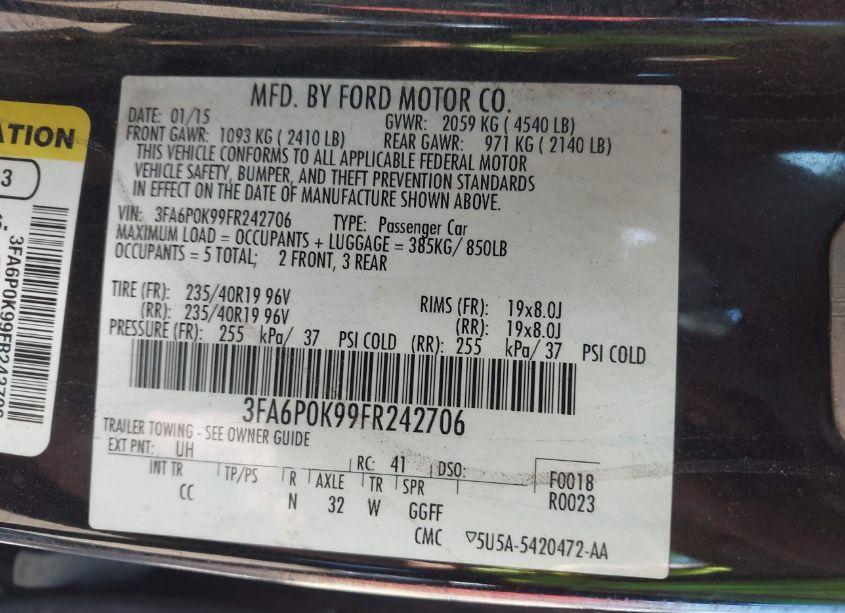 MFD. BY FORD MOTOR CO.
DATE: 01/15 GVWR: 2059 KG ( 4540 LB)
FRONT GAWR: 1093 KG ( 2410 LB) REAR GAWR: 971 KG ( 2140 LB)
THIS VEHICLE CONFORMS TO ALL APPLICABLE FEDERAL MOTOR
VEHICLE SAFETY, BUMPER, AND THEFT PREVENTION STANDARDS
IN EFFECT ON THE DATE OF MANUFACTURE SHOWN ABOVE.
VIN: 3FA6P0K99FR242706 TYPE: Passenger Car
MAXIMUM LOAD = OCCUPANTS + LUGGAGE = 385KG/ 850LB
OCCUPANTS = 5 TOTAL; 2 FRONT, 3 REAR
TIRE (FR): 235/40R19 96V RIMS (FR): 19x8.0J
(RR): 235/40R19 96V (RR): 19x8.0J
PRESSURE (FR): 255 kPa/ 37 PSI COLD (RR): 255 kPa/ 37 PSI COLD
3FA6P0K99FR242706
TRAILER TOWING - SEE OWNER GUIDE
EXT PNT: UH RC: 41 DSO:
INT TR TP/PS R AXLE TR SPR F0018
CC N 32 W GGFF R0023
CMC ▽5U5A-5420472-AA
ATION
3
3FA6P0K99FR242706